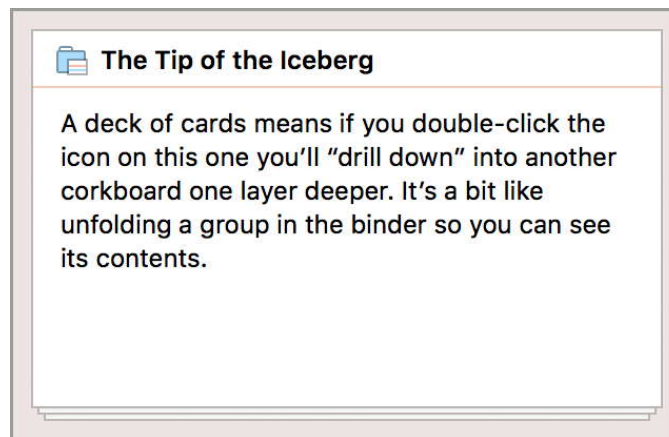 The Tip of the Iceberg
A deck of cards means if you double-click the
icon on this one you’ll “drill down” into another
corkboard one layer deeper. It’s a bit like
unfolding a group in the binder so you can see
its contents.